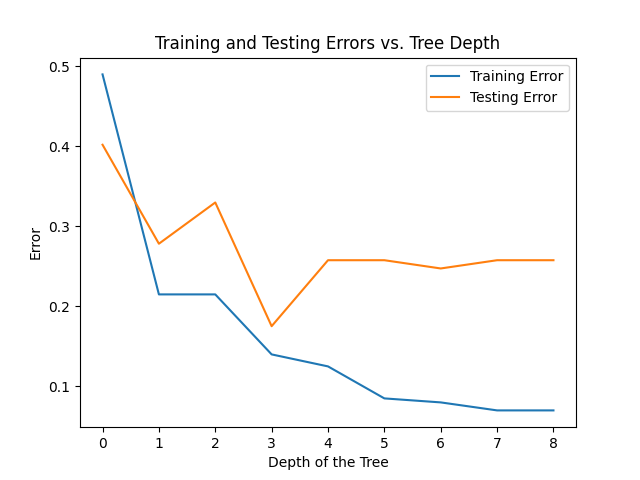 Training and Testing Errors vs. Tree Depth
Training Error
Testing Error
0.5
0.4
0.3
0.2
0.1
Error
0 1 2 3 4 5 6 7 8
Depth of the Tree